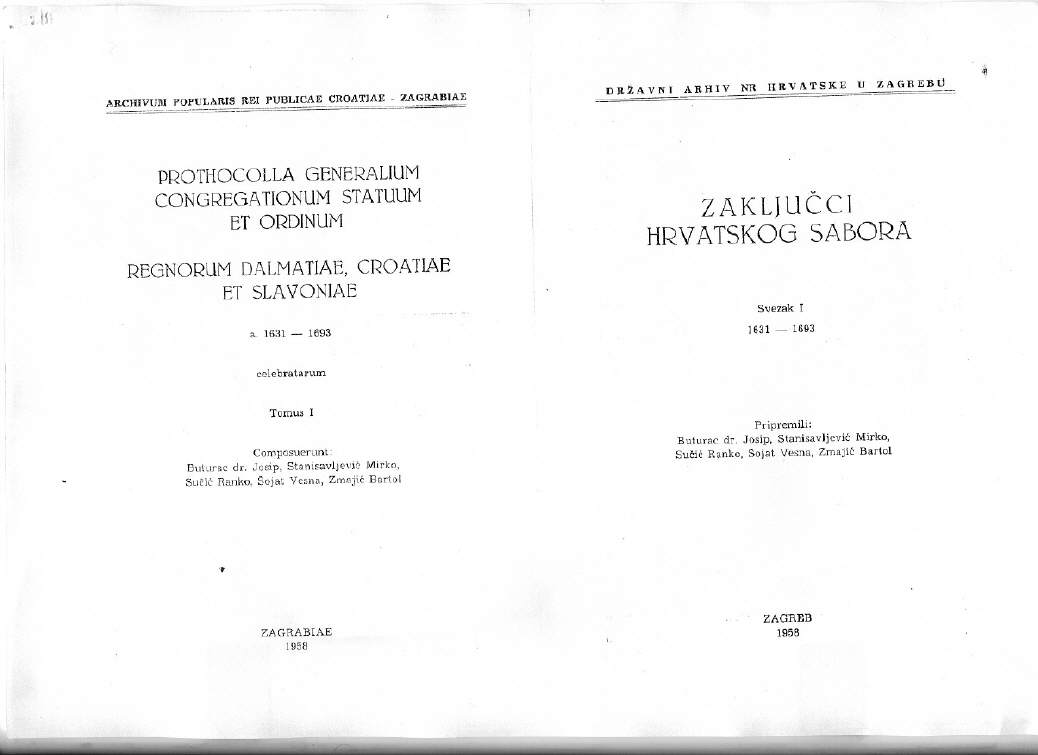 ARCHIVUM POPULARIS REI PUBLICAE CROATIAE - ZAGRABIAE
PROTHOCOLLA GENERALIUM
CONGREGATIONUM STATUUM
ET ORDINUM
REGNORUM DALMATIAE, CROATIAE
ET SLAVONIAE
a. 1631 — 1693
celebratarum
Tomus I
Composuerunt:
Buturac dr. Josip, Stanisavljević Mirko,
Sučić Ranko, Šojat Vesna, Zmajić Bartol
ZAGRABIAE
1958
DRŽAVNI ARHIV NR HRVATSKE U ZAGREBU
ZAKLJUČCI
HRVATSKOG SABORA
Svezak I
1631 — 1693
Pripremili:
Buturac dr. Josip, Stanisavljević Mirko,
Sučić Ranko, Šojat Vesna, Zmajić Bartol
ZAGREB
1958